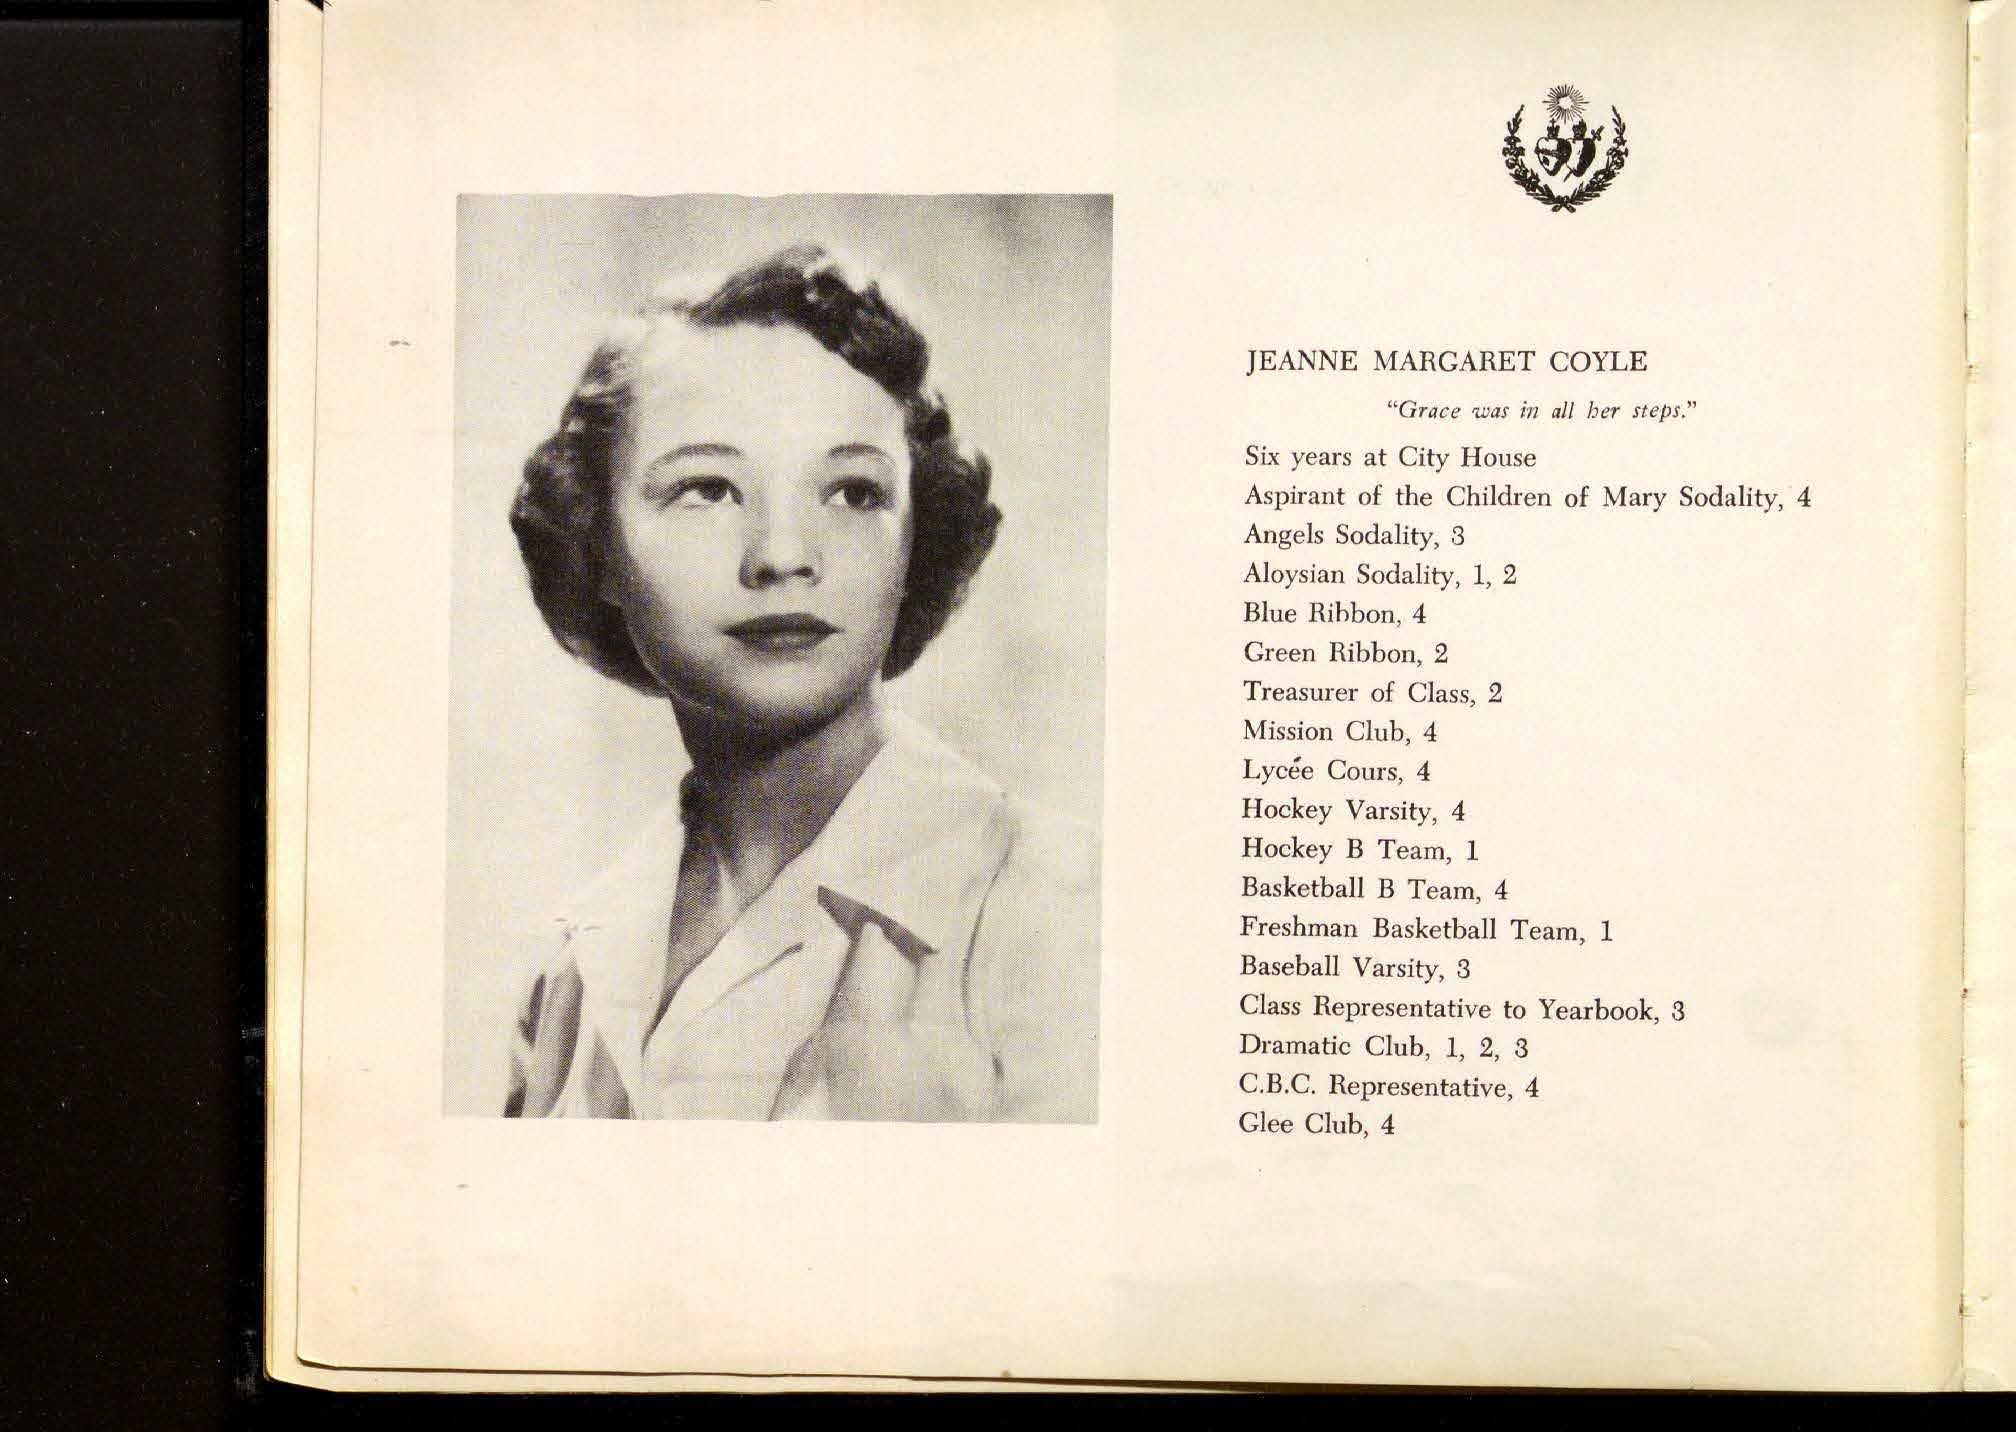 JEANNE MARGARET COYLE
“Grace was in all her steps.”
Six years at City House
Aspirant of the Children of Mary Sodality, 4
Angels Sodality, 3
Aloysian Sodality, 1, 2
Blue Ribbon, 4
Green Ribbon, 2
Treasurer of Class, 2
Mission Club, 4
Lycée Cours, 4
Hockey Varsity, 4
Hockey B Team, 1
Basketball B Team, 4
Freshman Basketball Team, 1
Baseball Varsity, 3
Class Representative to Yearbook, 3
Dramatic Club, 1, 2, 3
C.B.C. Representative, 4
Glee Club, 4